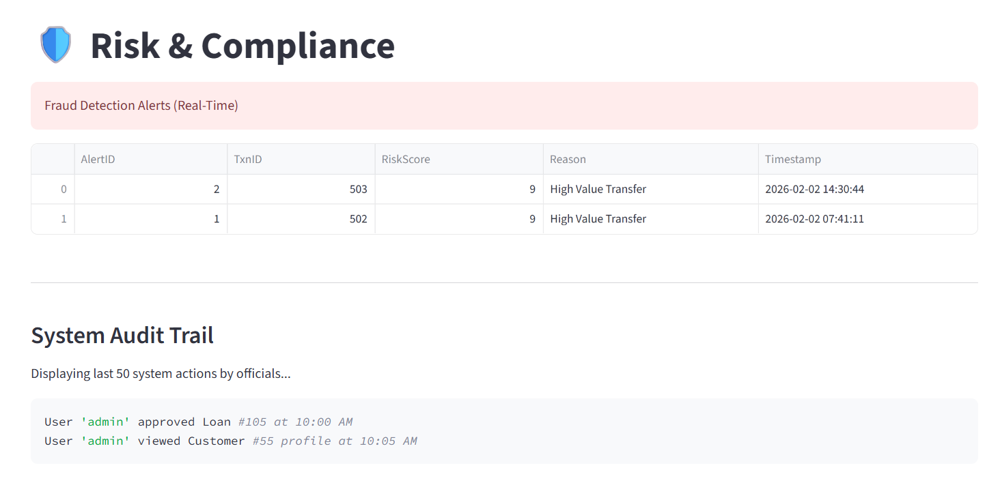 Risk & Compliance
Fraud Detection Alerts (Real-Time)
AlertID TxnID RiskScore Reason Timestamp
0 2 503 9 High Value Transfer 2026-02-02 14:30:44
1 1 502 9 High Value Transfer 2026-02-02 07:41:11
System Audit Trail
Displaying last 50 system actions by officials...
User 'admin' approved Loan #105 at 10:00 AM
User 'admin' viewed Customer #55 profile at 10:05 AM